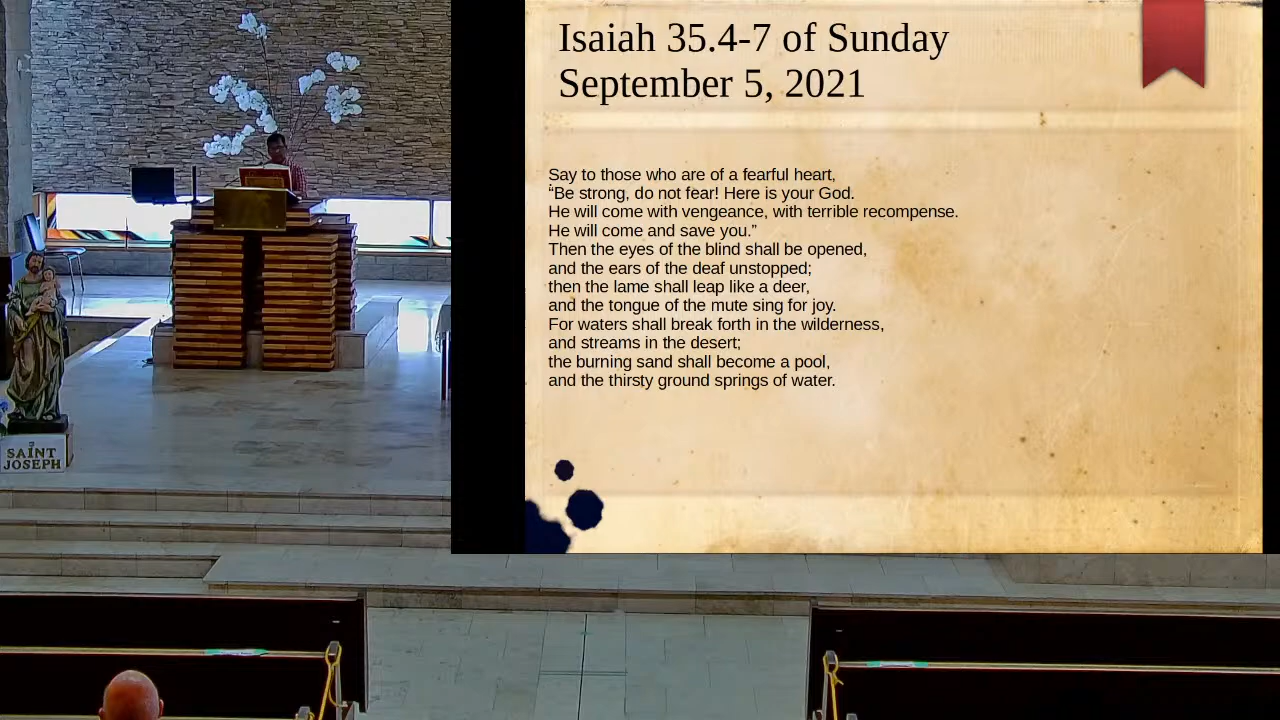 Isaiah 35.4-7 of Sunday
September 5, 2021
Say to those who are of a fearful heart,
“Be strong, do not fear! Here is your God.
He will come with vengeance, with terrible recompense.
He will come and save you.”
Then the eyes of the blind shall be opened,
and the ears of the deaf unstopped;
then the lame shall leap like a deer,
and the tongue of the mute sing for joy.
For waters shall break forth in the wilderness,
and streams in the desert;
the burning sand shall become a pool,
and the thirsty ground springs of water.
SAINT
JOSEPH